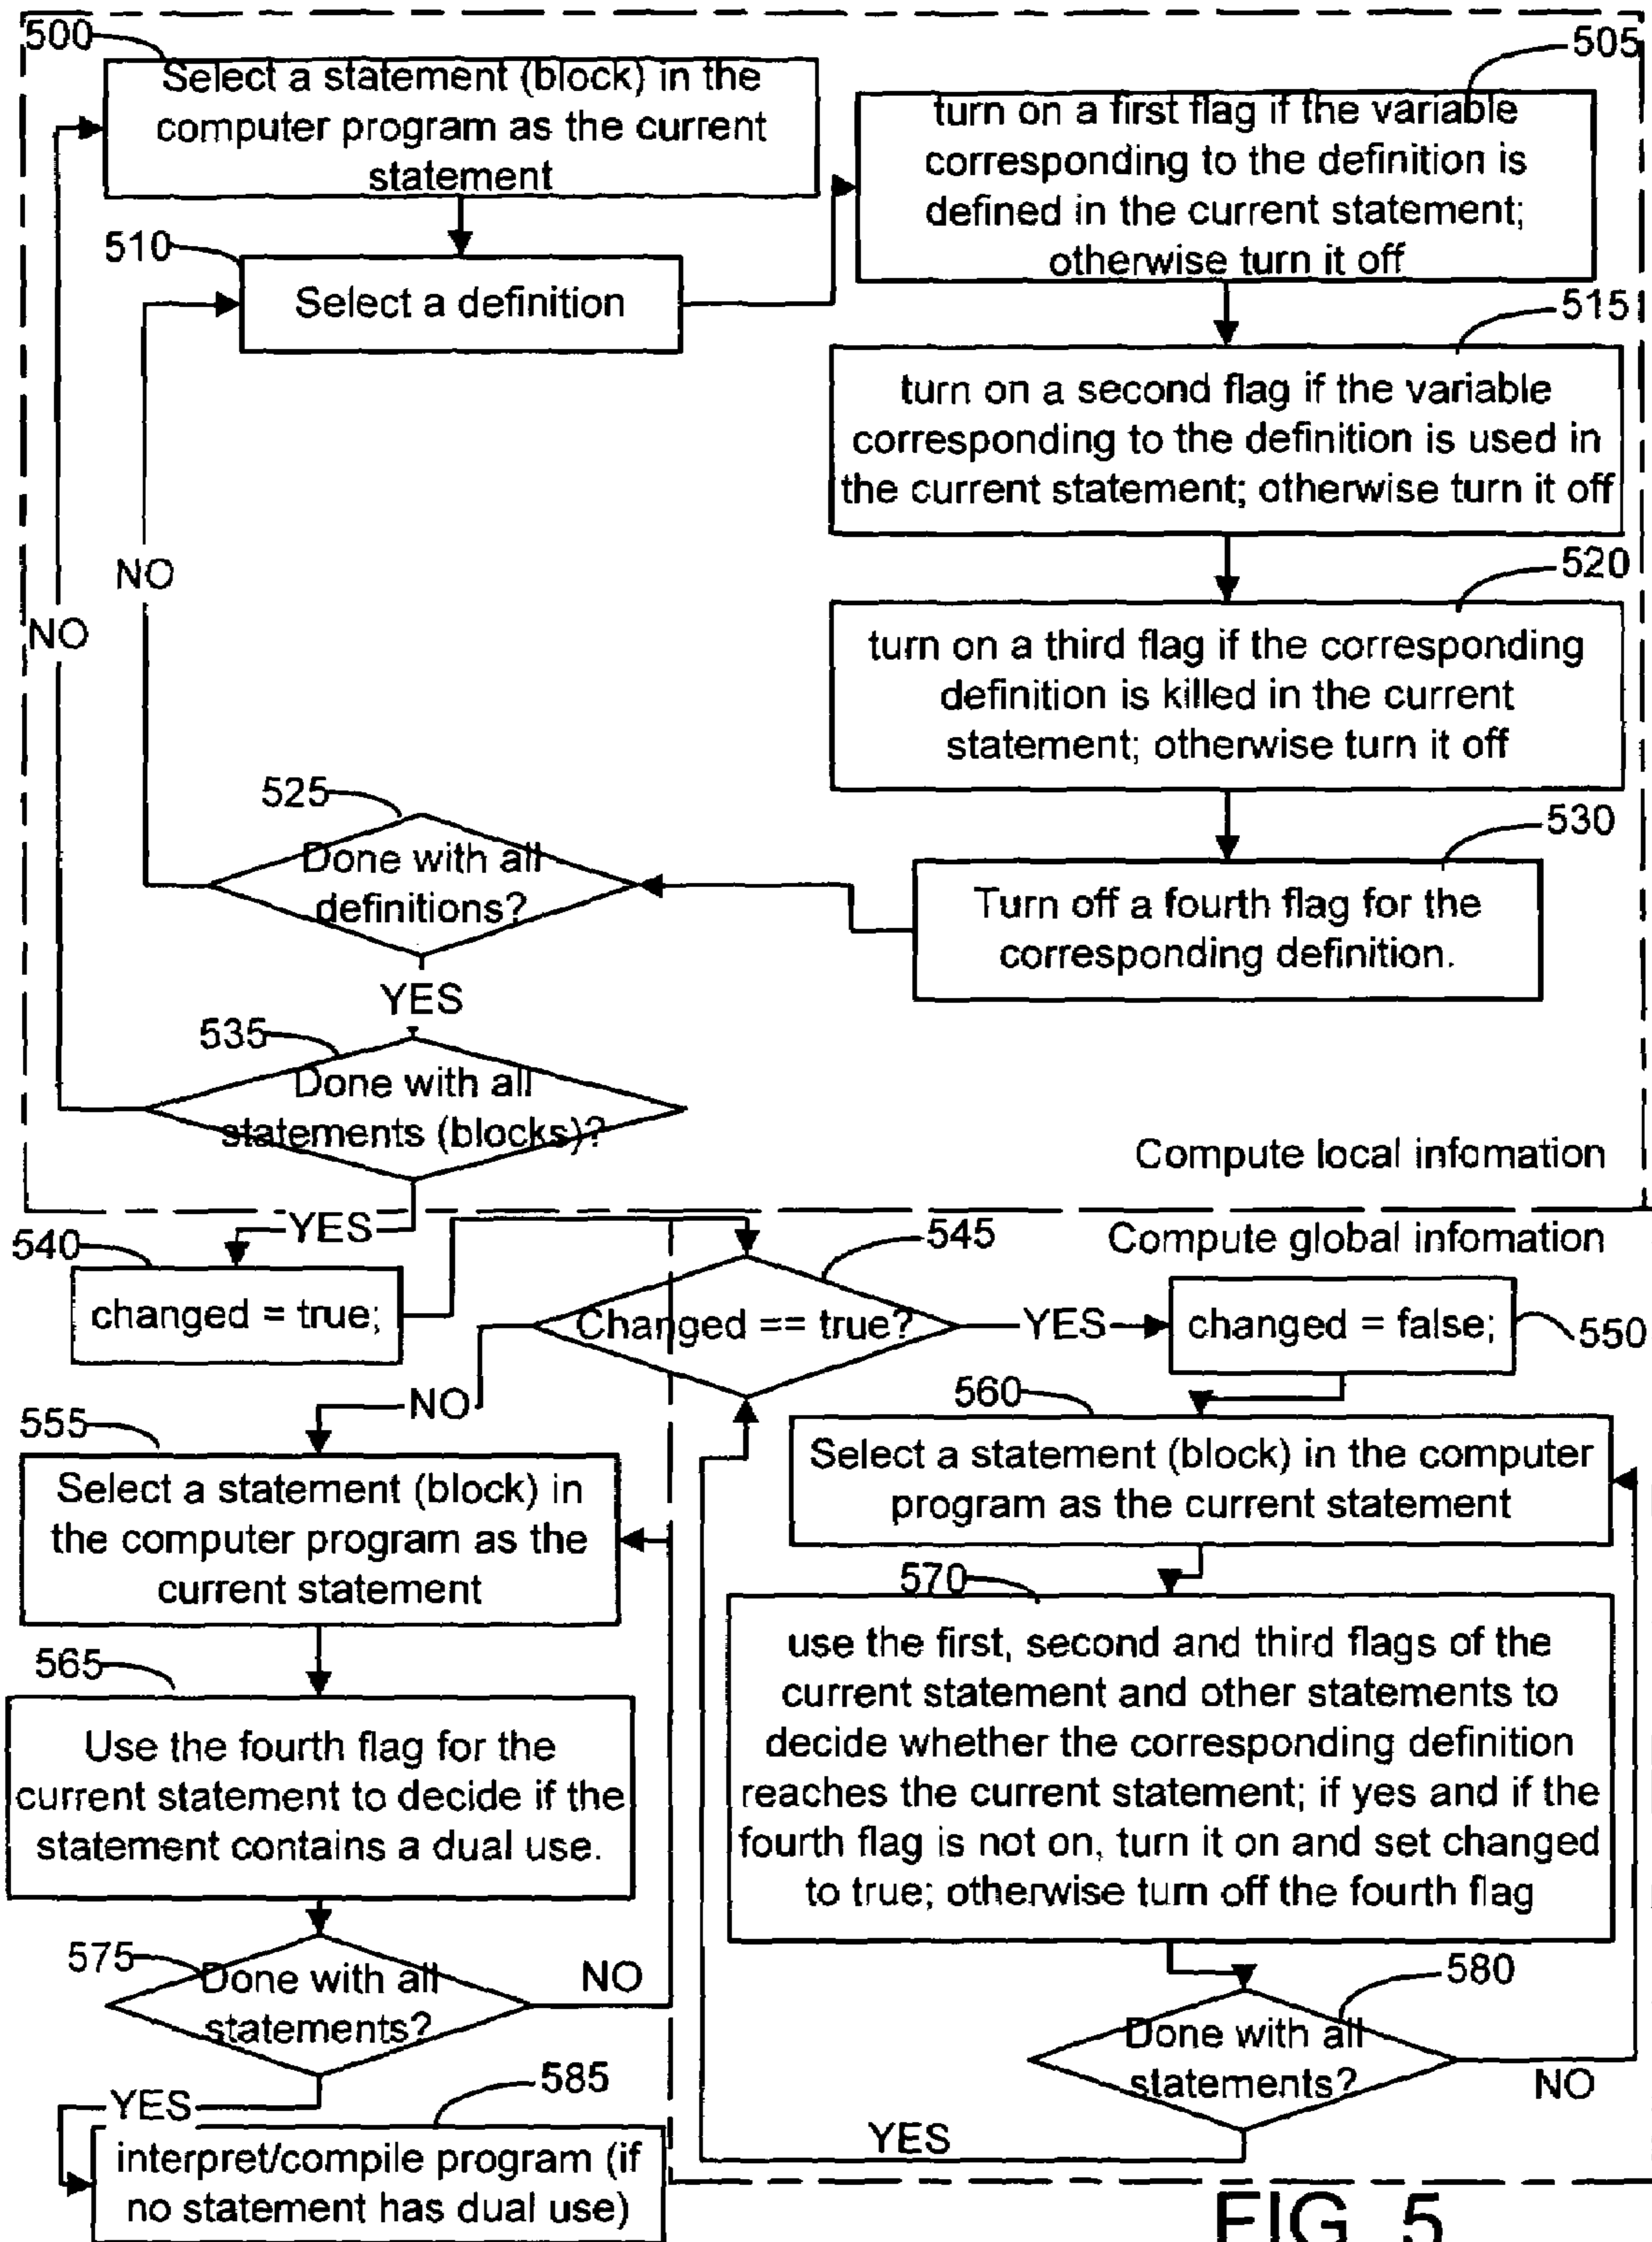 500
Select a statement (block) in the
computer program as the current
statement
505
turn on a first flag if the variable
corresponding to the definition is
defined in the current statement;
otherwise turn it off
510
Select a definition
515
turn on a second flag if the variable
corresponding to the definition is used in
the current statement; otherwise turn it off
520
turn on a third flag if the corresponding
definition is killed in the current
statement; otherwise turn it off
NO
NO
525
Done with all
definitions?
530
Turn off a fourth flag for the
corresponding definition.
YES
535
Done with all
statements (blocks)?
Compute local infomation
YES
540
changed = true;
545
Compute global infomation
Changed == true?
YES
changed = false;
550
NO
555
Select a statement (block) in
the computer program as the
current statement
560
Select a statement (block) in the computer
program as the current statement
565
Use the fourth flag for the
current statement to decide if the
statement contains a dual use.
570
use the first, second and third flags of the
current statement and other statements to
decide whether the corresponding definition
reaches the current statement; if yes and if the
fourth flag is not on, turn it on and set changed
to true; otherwise turn off the fourth flag
575
Done with all
statements?
NO
580
Done with all
statements?
NO
YES
YES
585
interpret/compile program (if
no statement has dual use)
FIG. 5